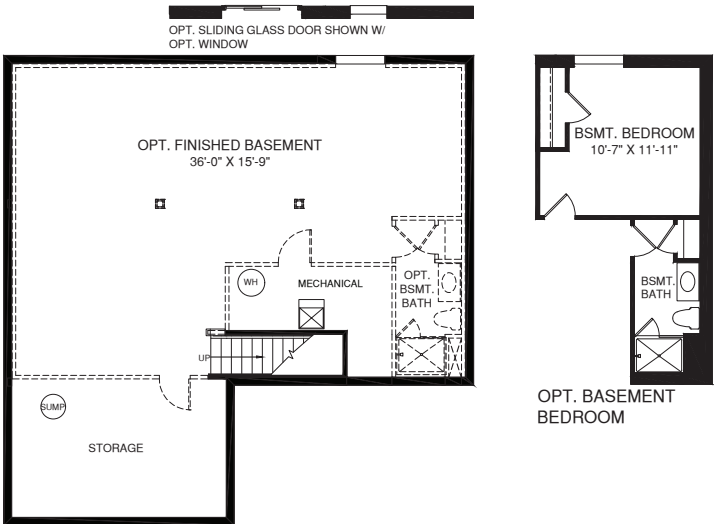 OPT. SLIDING GLASS DOOR SHOWN W/
OPT. WINDOW
OPT. FINISHED BASEMENT
36'-0" X 15'-9"
WH
MECHANICAL
OPT.
BSMT.
BATH
UP
SUMP
STORAGE
BSMT. BEDROOM
10'-7" X 11'-11"
BSMT.
BATH
OPT. BASEMENT
BEDROOM